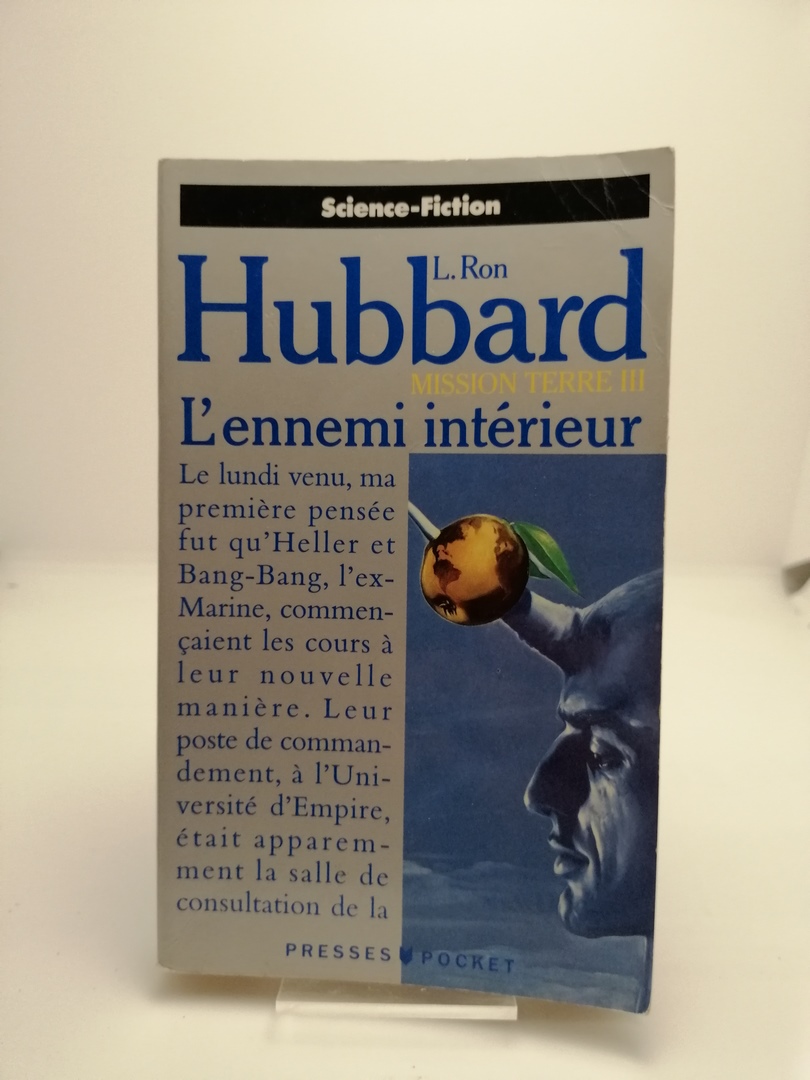 Science-Fiction
L. Ron
Hubbard
MISSION TERRE III
L'ennemi intérieur
Le lundi venu, ma
première pensée
fut qu'Heller et
Bang-Bang, l'ex-
Marine, commen-
çaient les cours à
leur nouvelle
manière. Leur
poste de comman-
dement, à l'Uni-
versité d'Empire,
était apparem-
ment la salle de
consultation de la
PRESSES POCKET